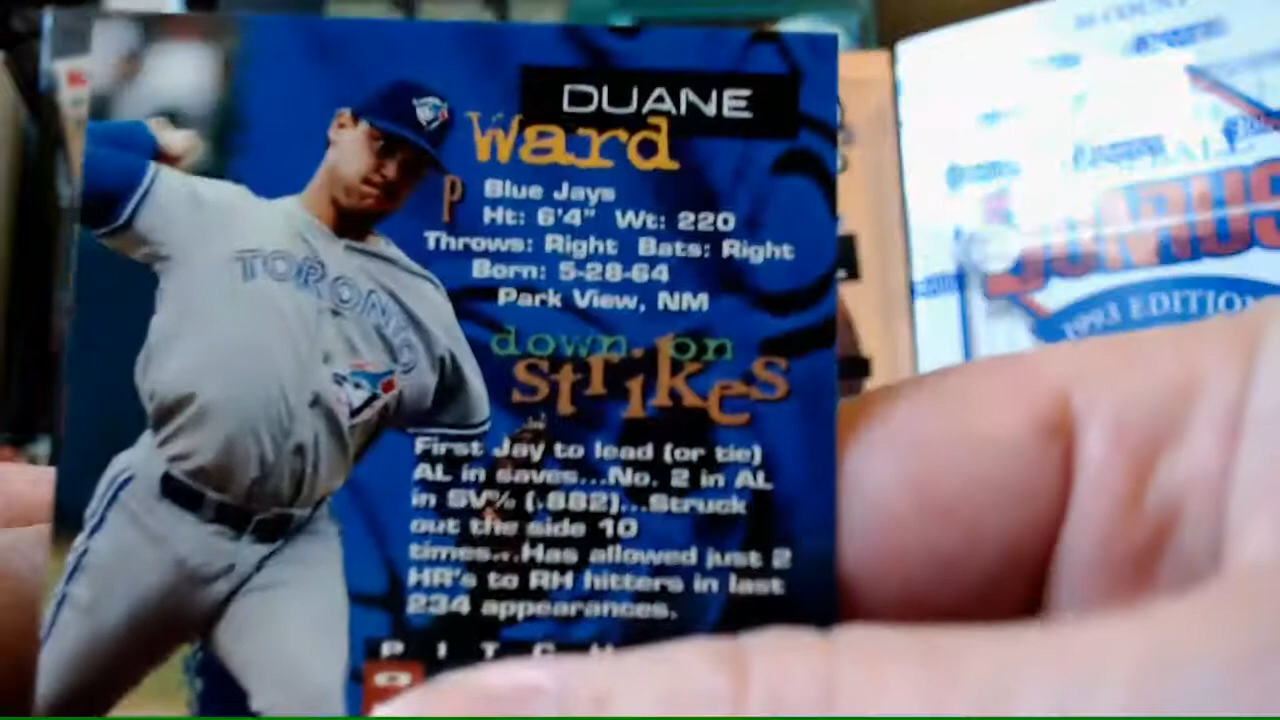 DUANE
Ward
P
Blue Jays
Ht: 6'4" Wt: 220
Throws: Right Bats: Right
Born: 5-28-64
Park View, NM
down on
strikes
First Jay to lead (or tie)
AL in saves...No. 2 in AL
in SV% (.882)...Struck
out the side 10
times...Has allowed just 2
HR's to RH hitters in last
234 appearances.
P I T C H
TORONTO
DONRUSS
1993 EDITION